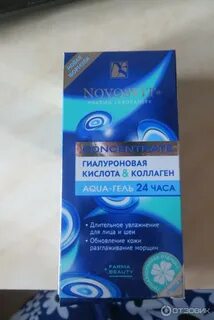 NOVOSVIT®
CONCENTRATE
ГИАЛУРОНОВАЯ
КИСЛОТА & КОЛЛАГЕН
AQUA-ГЕЛЬ 24 ЧАСА
• Длительное увлажнение
для лица и шеи
• Обновление кожи
разглаживание морщин
FARMA
BEAUTY
ОТЗОВИК